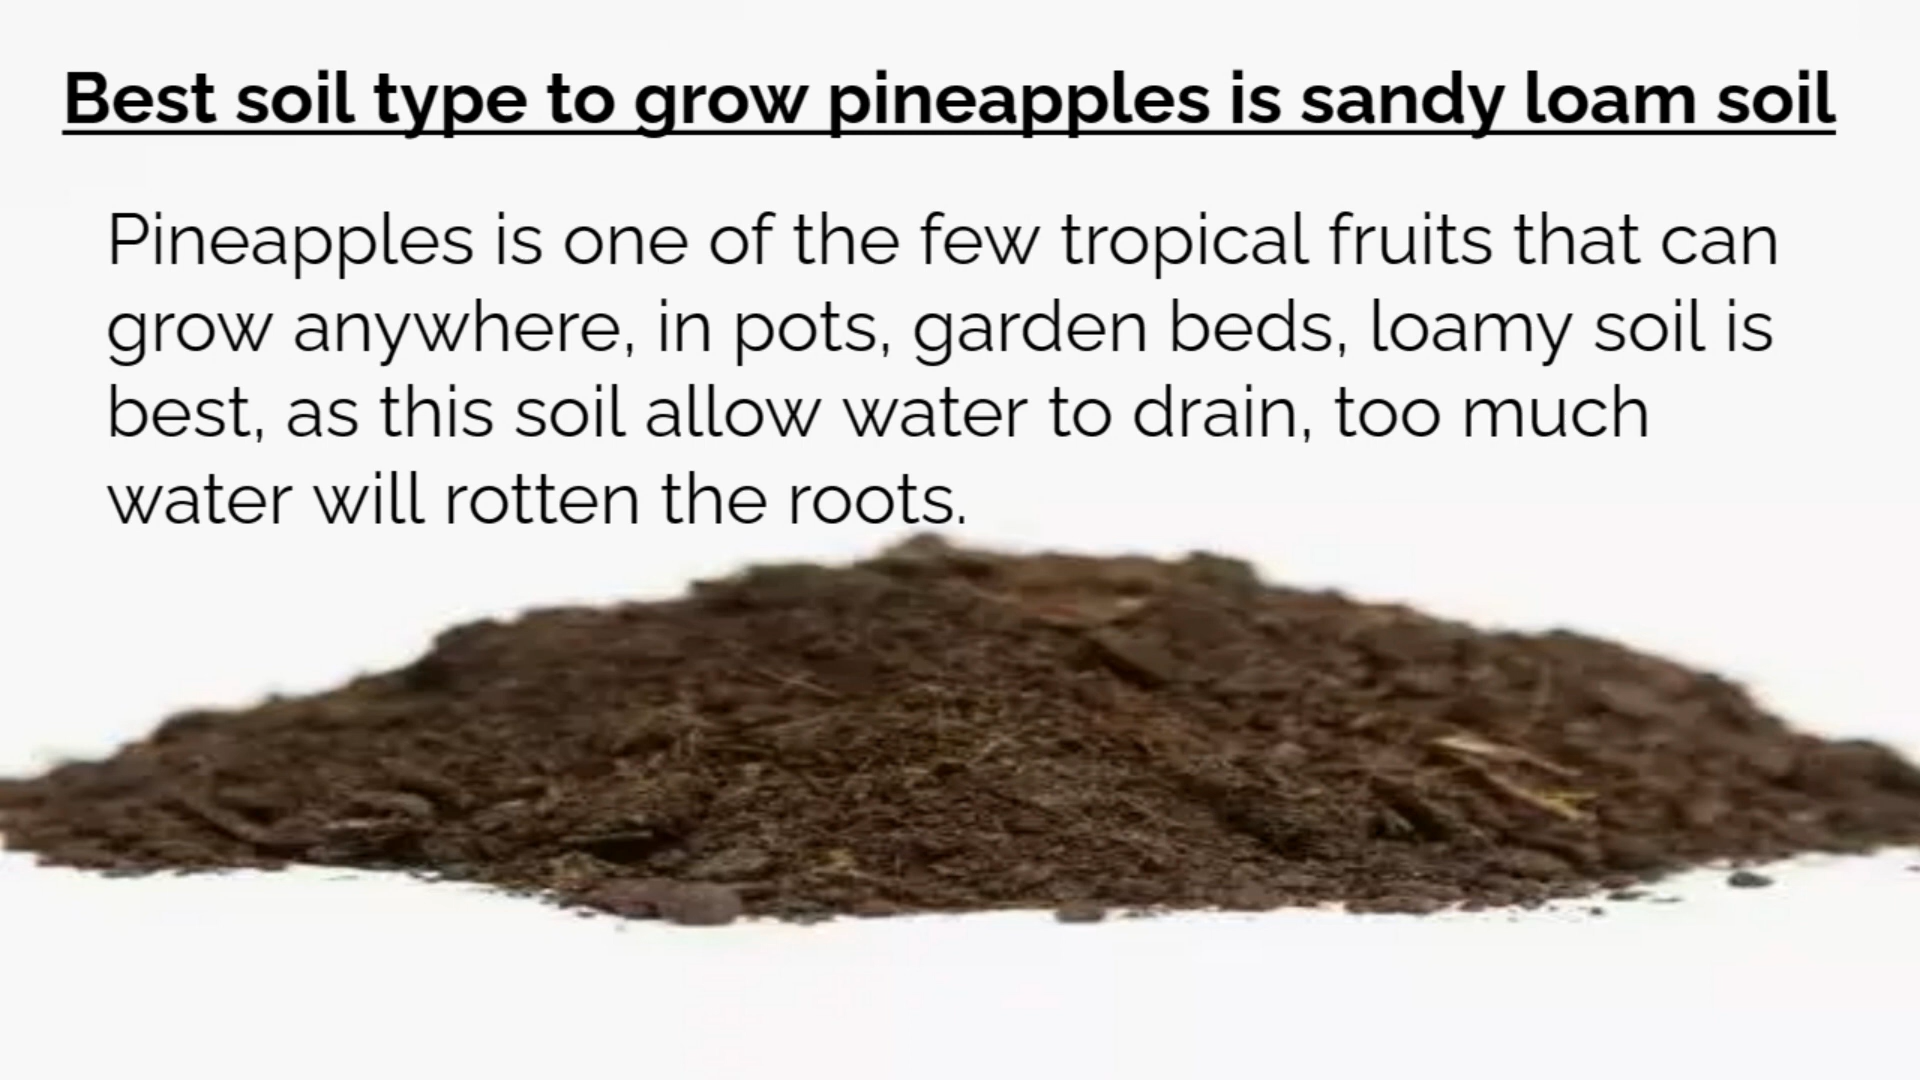 Best soil type to grow pineapples is sandy loam soil
Pineapples is one of the few tropical fruits that can
grow anywhere, in pots, garden beds, loamy soil is
best, as this soil allow water to drain, too much
water will rotten the roots.